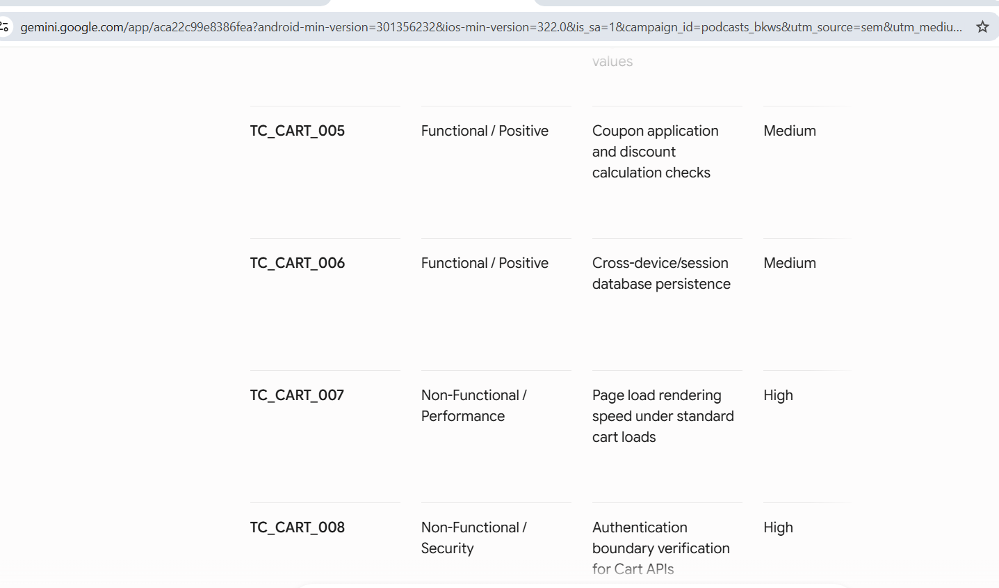 gemini.google.com/app/aca22c99e8386fea?android-min-version=301356232&ios-min-version=322.0&is_sa=1&campaign_id=podcasts_bkws&utm_source=sem&utm_mediu...
values
TC_CART_005
Functional / Positive
Coupon application
and discount
calculation checks
Medium
TC_CART_006
Functional / Positive
Cross-device/session
database persistence
Medium
TC_CART_007
Non-Functional /
Performance
Page load rendering
speed under standard
cart loads
High
TC_CART_008
Non-Functional /
Security
Authentication
boundary verification
for Cart APIs
High